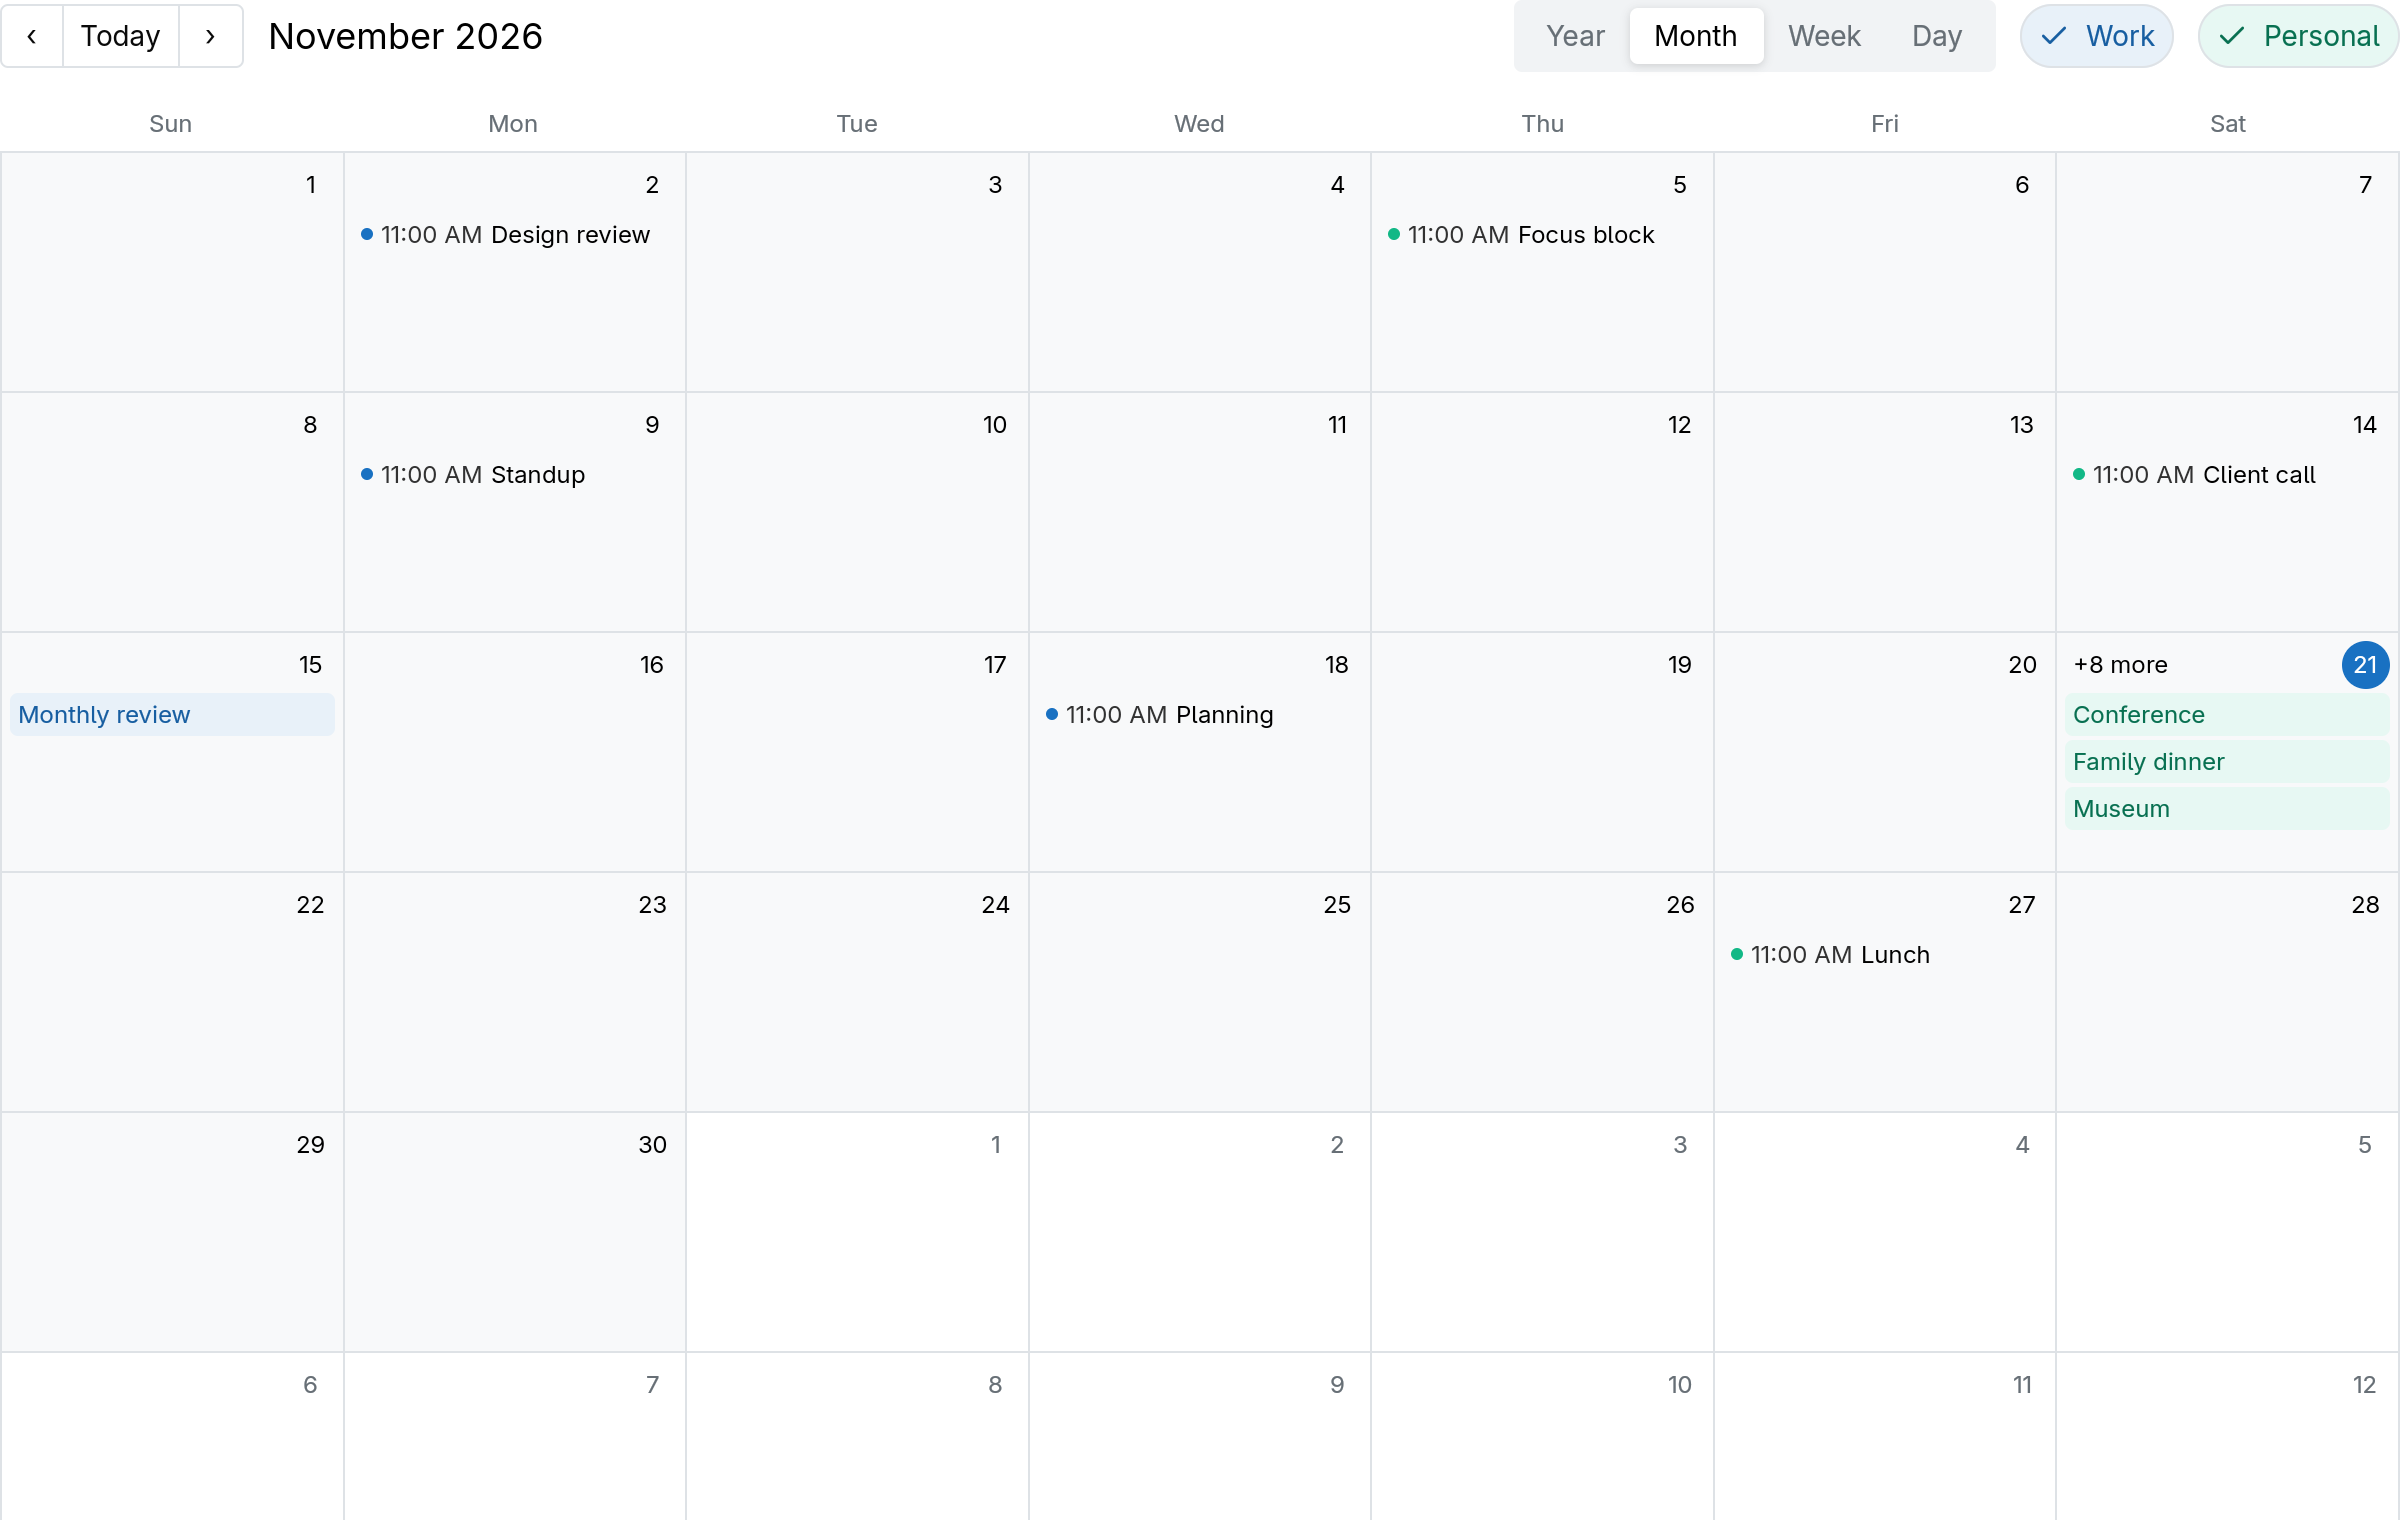 ‹ Today › November 2026 Year Month Week Day Work Personal
Sun Mon Tue Wed Thu Fri Sat
1 2 3 4 5 6 7
11:00 AM Design review 11:00 AM Focus block
8 9 10 11 12 13 14
11:00 AM Standup 11:00 AM Client call
15 16 17 18 19 20 +8 more 21
Monthly review 11:00 AM Planning Conference
Family dinner
Museum
22 23 24 25 26 27 28
11:00 AM Lunch
29 30 1 2 3 4 5
6 7 8 9 10 11 12